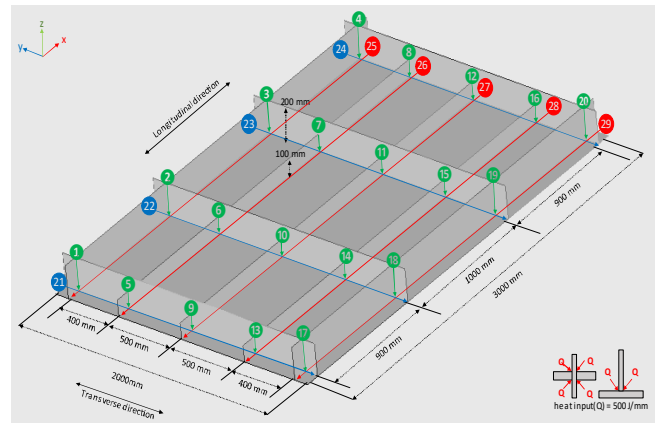 z
y
x
4
24
25
8
26
12
27
16
28
20
29
3
23
7
11
15
19
200 mm
100 mm
2
22
6
10
14
18
1
21
5
9
13
17
Longitudinal direction
400 mm
500 mm
500 mm
400 mm
2000mm
Transverse direction
900 mm
1000 mm
3000 mm
900 mm
Q
Q
Q
Q
Q
Q
heat input(Q) = 500J/mm